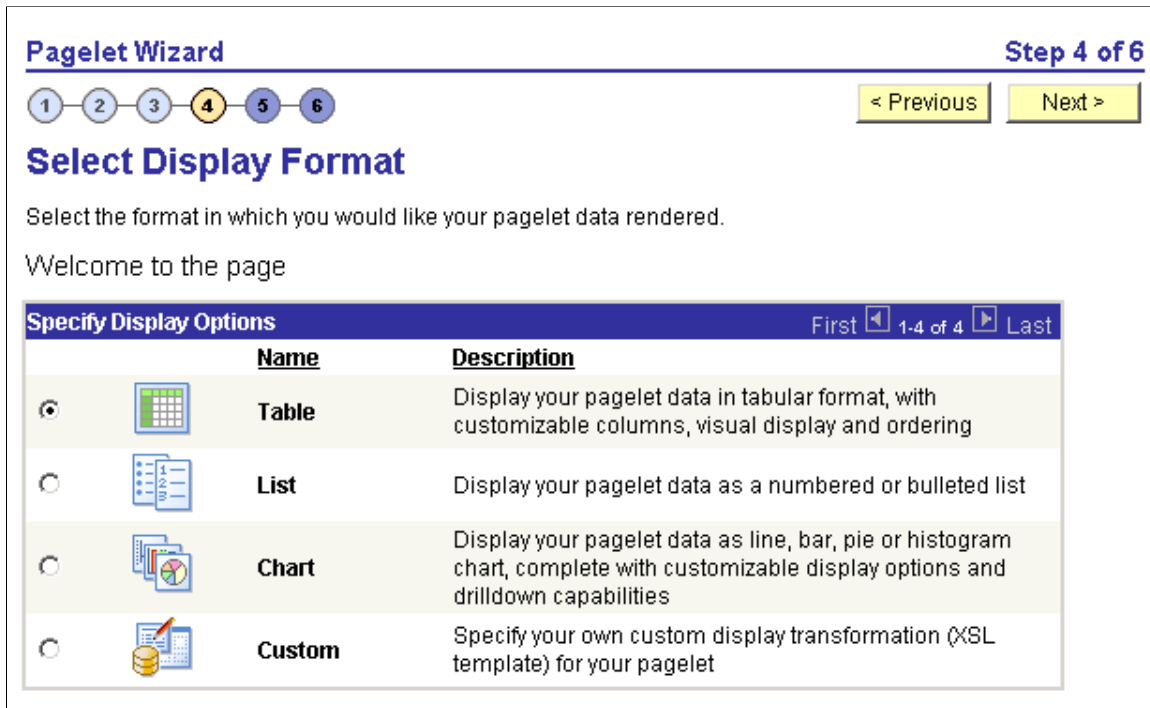 Pagelet Wizard
Step 4 of 6
1 2 3 4 5 6
< Previous
Next >
Select Display Format
Select the format in which you would like your pagelet data rendered.
Welcome to the page
Specify Display Options
First 1-4 of 4 Last
Name Description
Table
Display your pagelet data in tabular format, with
customizable columns, visual display and ordering
List
Display your pagelet data as a numbered or bulleted list
Chart
Display your pagelet data as line, bar, pie or histogram
chart, complete with customizable display options and
drilldown capabilities
Custom
Specify your own custom display transformation (XSL
template) for your pagelet